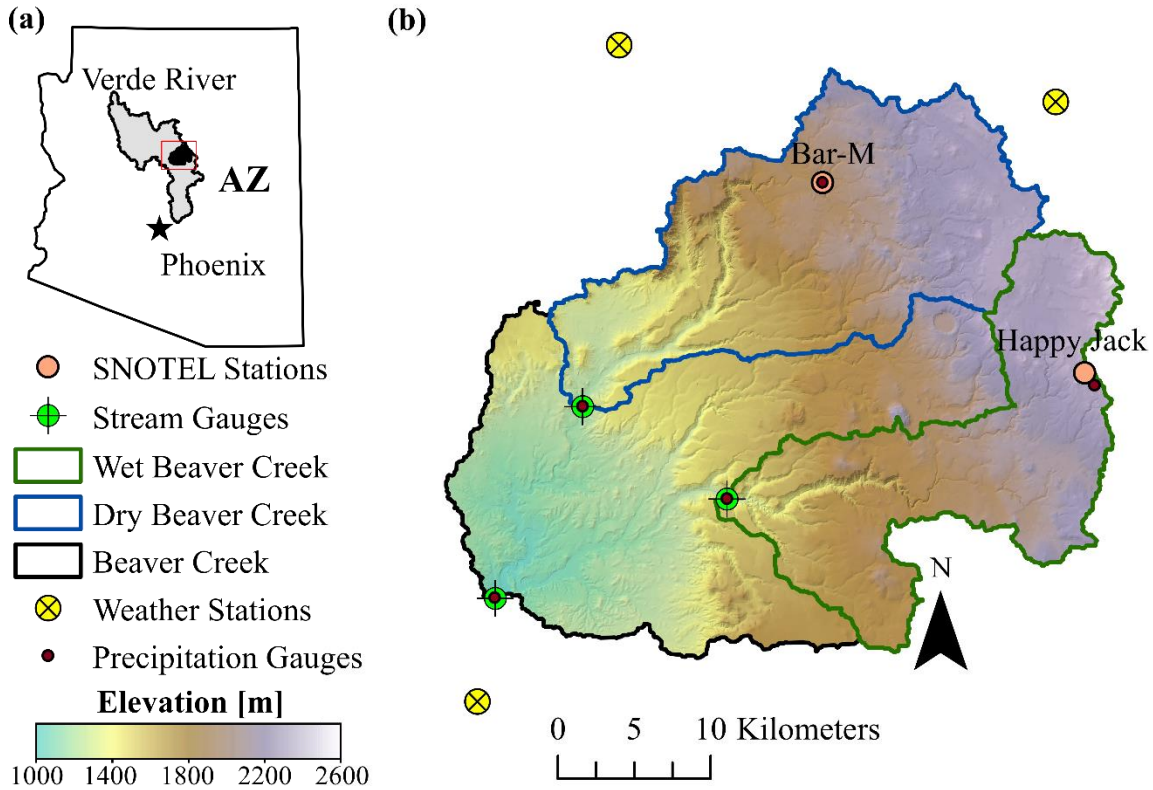 (a)
Verde River
AZ
Phoenix
SNOTEL Stations
Stream Gauges
Wet Beaver Creek
Dry Beaver Creek
Beaver Creek
Weather Stations
Precipitation Gauges
Elevation [m]
1000 1400 1800 2200 2600
(b)
Bar-M
Happy Jack
N
0 5 10 Kilometers